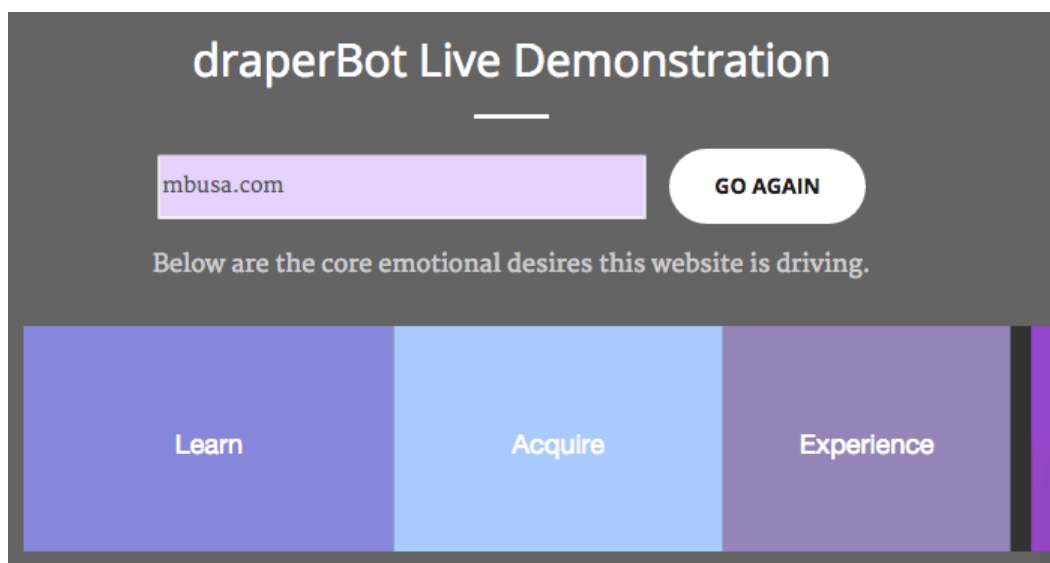 draperBot Live Demonstration
mbusa.com
GO AGAIN
Below are the core emotional desires this website is driving.
Learn
Acquire
Experience